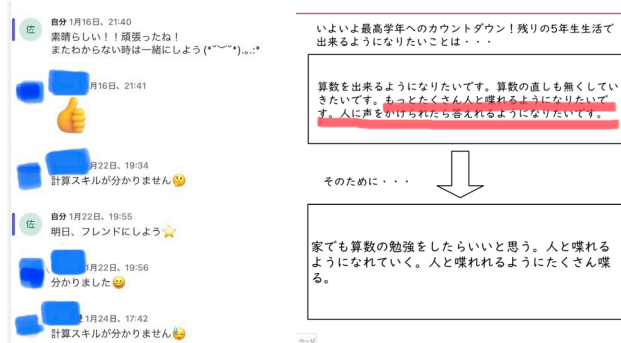 自分 1月16日、21:40
佐
素晴らしい！！頑張ったね！
またわからない時は一緒にしよう(*˘︶˘*).｡.:*
月16日、21:41
月22日、19:34
計算スキルが分かりません🤔
自分 1月22日、19:55
佐
明日、フレンドにしよう⭐
1月22日、19:56
分かりました😀
1月24日、17:42
計算スキルが分かりません😓
いよいよ最高学年へのカウントダウン！残りの5年生生活で
出来るようになりたいことは・・・
算数を出来るようになりたいです。算数の直しも無くしてい
きたいです。もっとたくさん人と喋れるようになりたいで
す。人に声をかけられたら答えれるようになりたいです。
そのために・・・
家でも算数の勉強をしたらいいと思う。人と喋れる
ようになれていく。人と喋れれるようにたくさん喋
る。
ページ